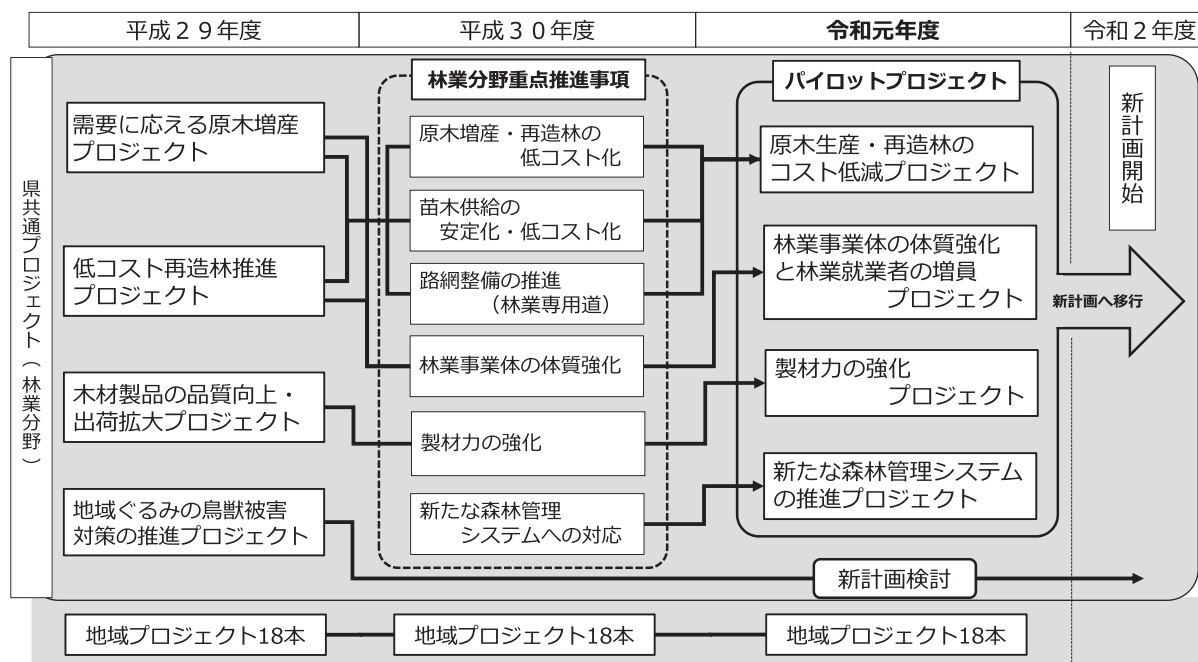 平成２９年度
平成３０年度
令和元年度
令和２年度
県共通プロジェクト（林業分野）
需要に応える原木増産
プロジェクト
低コスト再造林推進
プロジェクト
木材製品の品質向上・
出荷拡大プロジェクト
地域ぐるみの鳥獣被害
対策の推進プロジェクト
林業分野重点推進事項
原木増産・再造林の
低コスト化
苗木供給の
安定化・低コスト化
路網整備の推進
（林業専用道）
林業事業体の体質強化
製材力の強化
新たな森林管理
システムへの対応
パイロットプロジェクト
原木生産・再造林の
コスト低減プロジェクト
林業事業体の体質強化
と林業就業者の増員
プロジェクト
製材力の強化
プロジェクト
新たな森林管理システム
の推進プロジェクト
新計画検討
新計画開始
新計画へ移行
地域プロジェクト18本
地域プロジェクト18本
地域プロジェクト18本